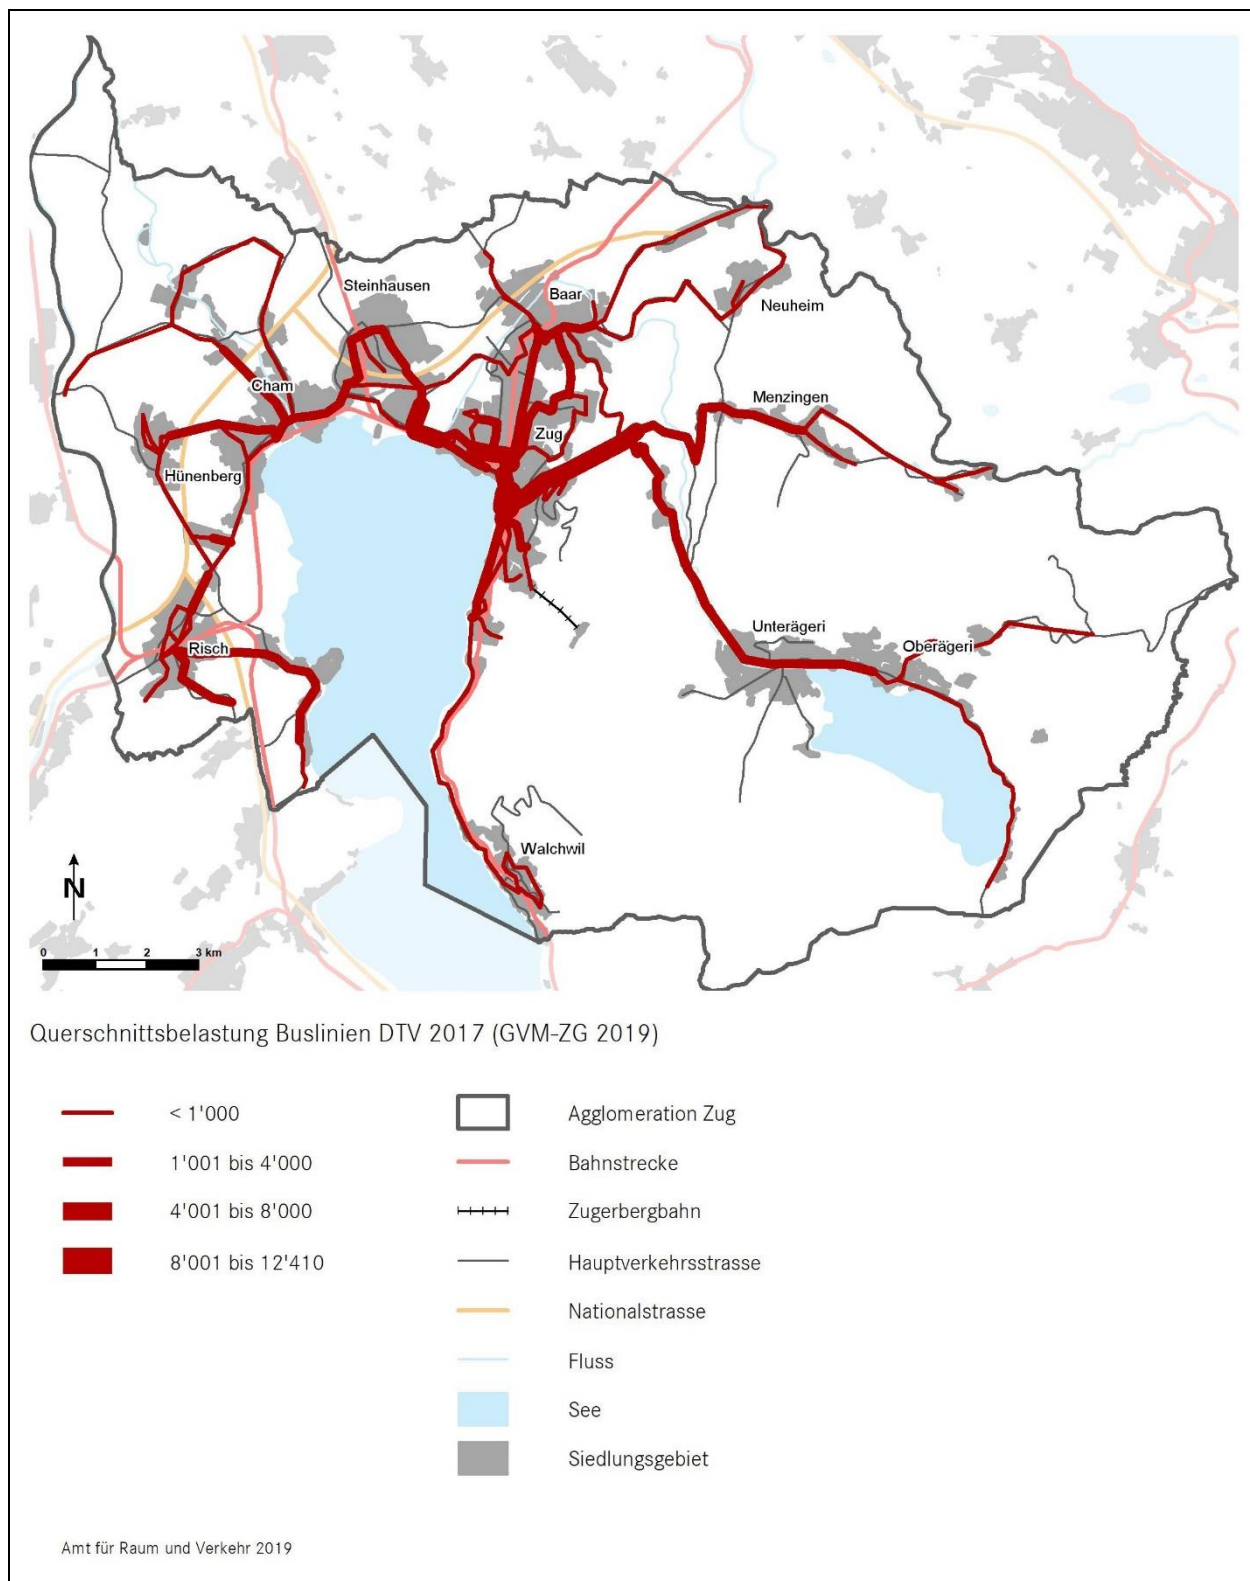 Steinhausen
Baar
Neuheim
Cham
Menzingen
Zug
Hünenberg
Unterägeri
Oberägeri
Risch
Walchwil
N
0 1 2 3 km
Querschnittsbelastung Buslinien DTV 2017 (GVM-ZG 2019)
< 1'000
1'001 bis 4'000
4'001 bis 8'000
8'001 bis 12'410
Agglomeration Zug
Bahnstrecke
Zugerbergbahn
Hauptverkehrsstrasse
Nationalstrasse
Fluss
See
Siedlungsgebiet
Amt für Raum und Verkehr 2019